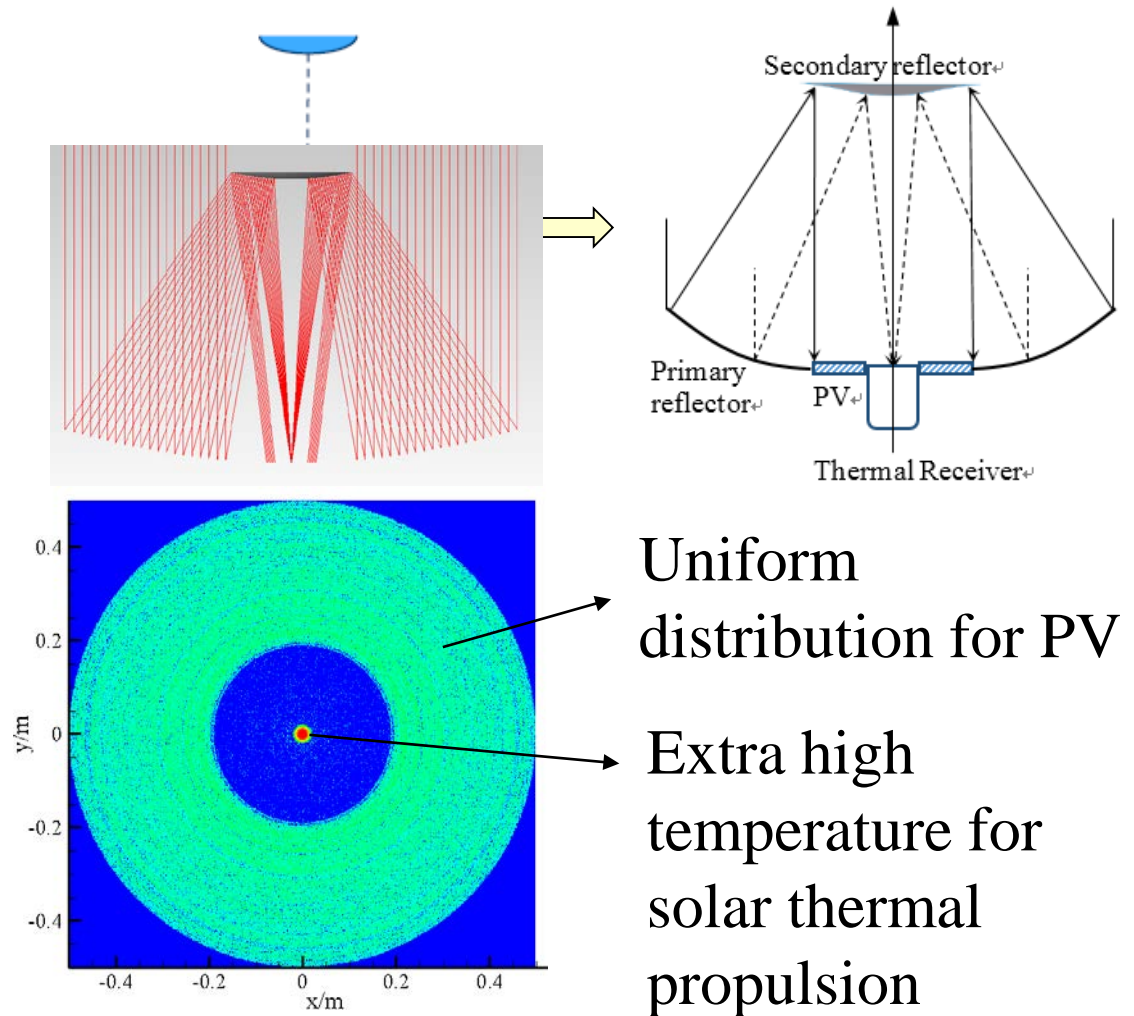 Secondary reflector↵
Primary
reflector↵
PV↵
Thermal Receiver↵
Uniform
distribution for PV
Extra high
temperature for
solar thermal
propulsion
0.4
0.2
0
-0.2
-0.4
y/m
-0.4 -0.2 0 0.2 0.4
x/m